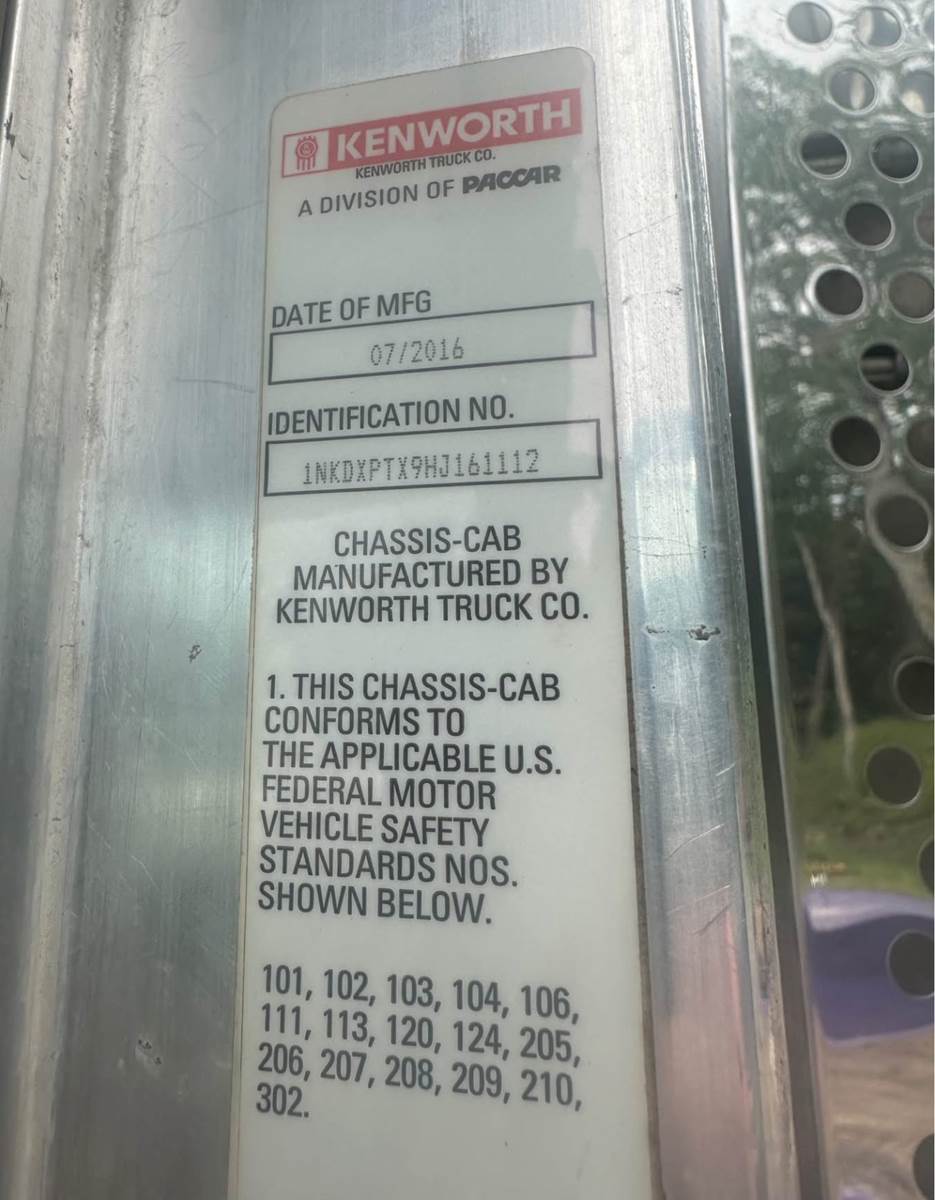 KENWORTH
KENWORTH TRUCK CO.
A DIVISION OF PACCAR
DATE OF MFG
07/2016
IDENTIFICATION NO.
1NKDXPTX9HJ161112
CHASSIS-CAB
MANUFACTURED BY
KENWORTH TRUCK CO.
1. THIS CHASSIS-CAB
CONFORMS TO
THE APPLICABLE U.S.
FEDERAL MOTOR
VEHICLE SAFETY
STANDARDS NOS.
SHOWN BELOW.
101, 102, 103, 104, 106,
111, 113, 120, 124, 205,
206, 207, 208, 209, 210,
302.